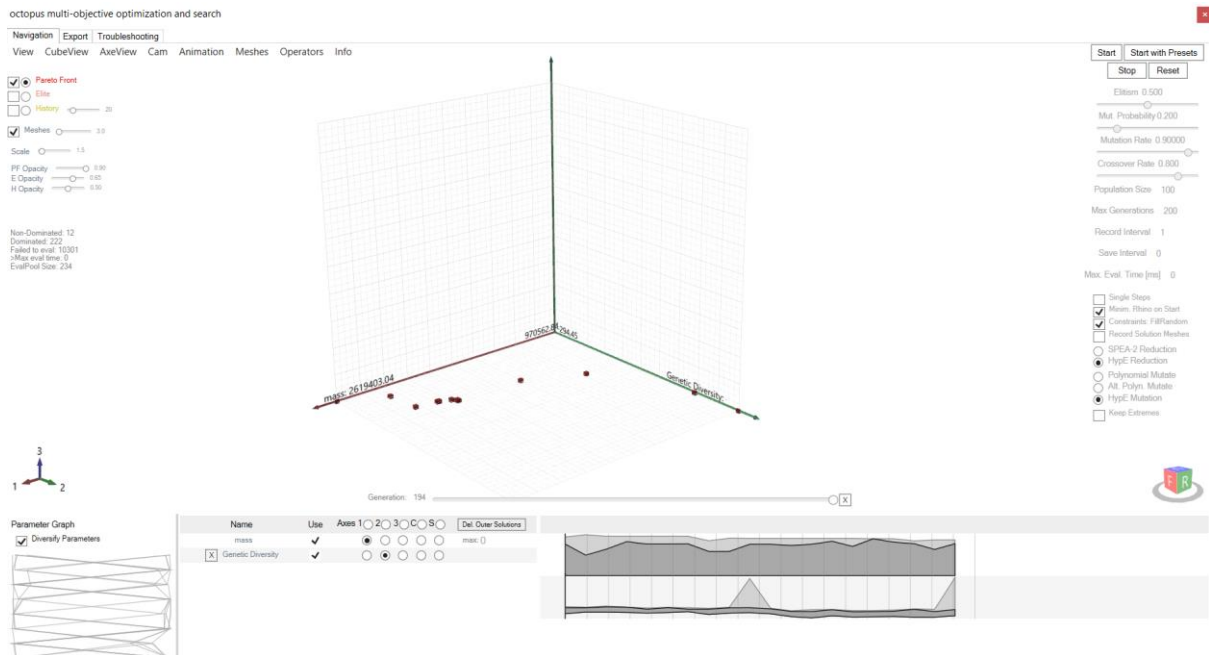 octopus multi-objective optimization and search
Navigation Export Troubleshooting
View CubeView AxeView Cam Animation Meshes Operators Info
Start Start with Presets
Stop Reset
Pareto Front
Elite
History 20
Meshes 3.0
Scale 1.5
PF Opacity 0.90
E Opacity 0.65
H Opacity 0.50
Non-Dominated: 12
Dominated: 222
Failed to eval: 10301
>Max eval time: 0
EvalPool Size: 234
Elitism 0.500
Mut. Probability 0.200
Mutation Rate 0.90000
Crossover Rate 0.800
Population Size 100
Max Generations 200
Record Interval 1
Save Interval 0
Max. Eval. Time [ms] 0
Single Steps
Minim. Rhino on Start
Constraints: FillRandom
Record Solution Meshes
SPEA-2 Reduction
HypE Reduction
Polynomial Mutate
Alt. Polyn. Mutate
HypE Mutation
Keep Extremes
mass: 2619403.04
Genetic Diversity:
3
1 2
F R
Generation: 194 X
Parameter Graph
Diversify Parameters
Name Use Axes 1 2 3 C S Del. Outer Solutions
mass max: ()
X Genetic Diversity